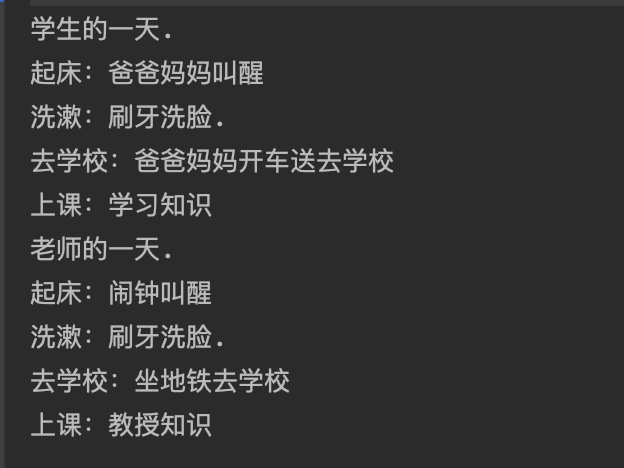 学生的一天.
起床：爸爸妈妈叫醒
洗漱：刷牙洗脸.
去学校：爸爸妈妈开车送去学校
上课：学习知识
老师的一天.
起床：闹钟叫醒
洗漱：刷牙洗脸.
去学校：坐地铁去学校
上课：教授知识